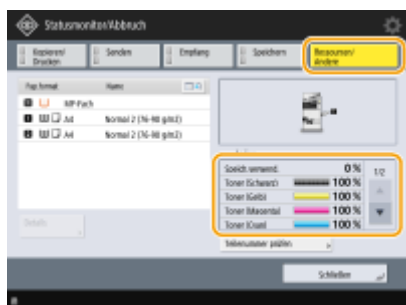 Statusmonitor/Abbruch
Kopieren/
Drucken
Senden
Empfang
Speichern
Ressourcen/
Andere
Pap.format
Name
MP-Fach
A4 Normal 2 (76-90 g/m2)
A4 Normal 2 (76-90 g/m2)
Speich. verwend. 0 %
1/2
Toner (Schwarz) 100 %
Toner (Gelb) 100 %
Toner (Magenta) 100 %
Toner (Cyan) 100 %
Details
Teilenummer prüfen
Schließen